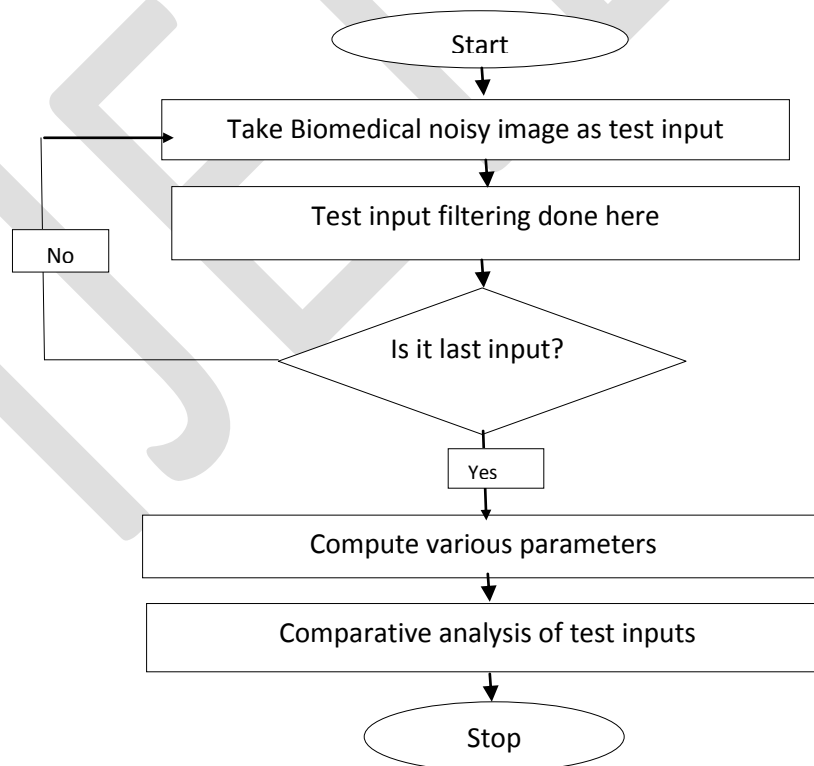 Start
Take Biomedical noisy image as test input
Test input filtering done here
No
Is it last input?
Yes
Compute various parameters
Comparative analysis of test inputs
Stop